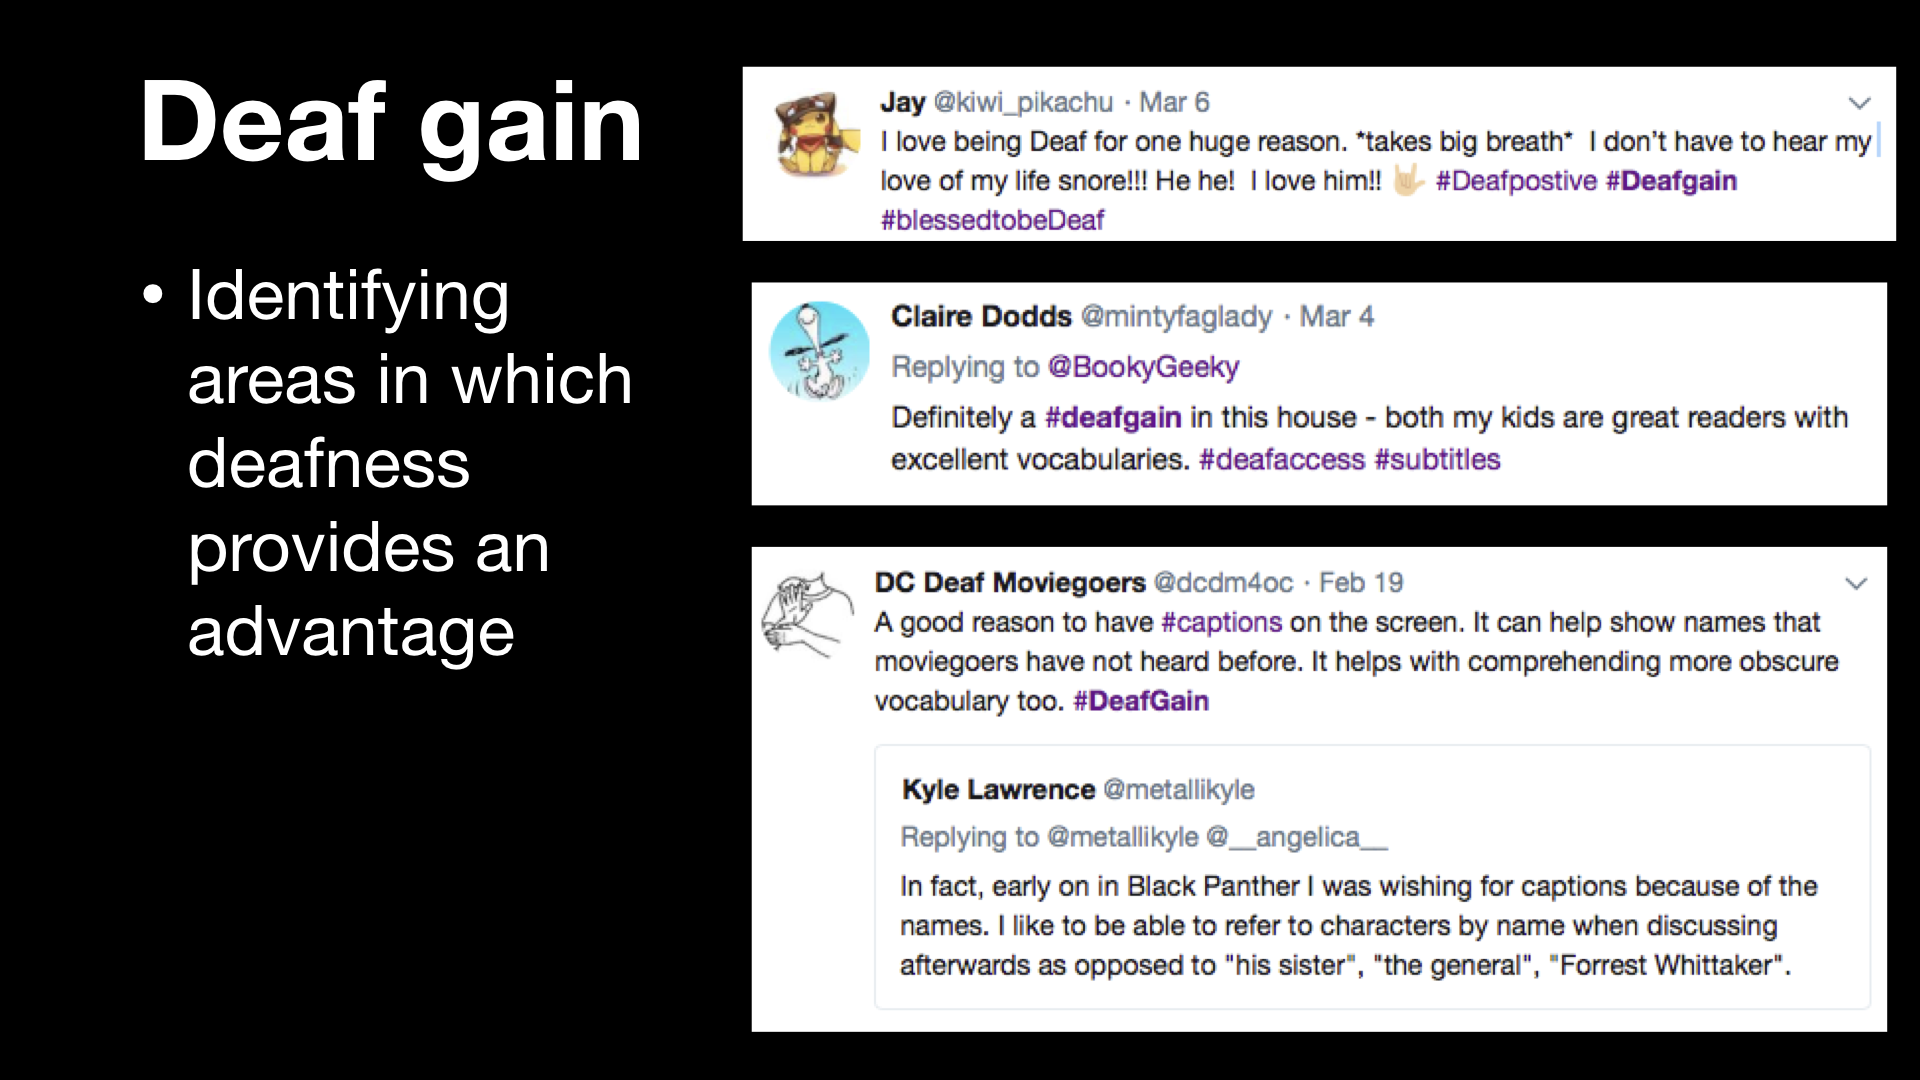 Deaf gain
• Identifying
areas in which
deafness
provides an
advantage
Jay @kiwi_pikachu · Mar 6
I love being Deaf for one huge reason. *takes big breath*  I don’t have to hear my
love of my life snore!!! He he!  I love him!! 🤟🏼 #Deafpostive #Deafgain
#blessedtobeDeaf
Claire Dodds @mintyfaglady · Mar 4
Replying to @BookyGeeky
Definitely a #deafgain in this house - both my kids are great readers with
excellent vocabularies. #deafaccess #subtitles
DC Deaf Moviegoers @dcdm4oc · Feb 19
A good reason to have #captions on the screen. It can help show names that
moviegoers have not heard before. It helps with comprehending more obscure
vocabulary too. #DeafGain
Kyle Lawrence @metallikyle
Replying to @metallikyle @__angelica__
In fact, early on in Black Panther I was wishing for captions because of the
names. I like to be able to refer to characters by name when discussing
afterwards as opposed to "his sister", "the general", "Forrest Whittaker".